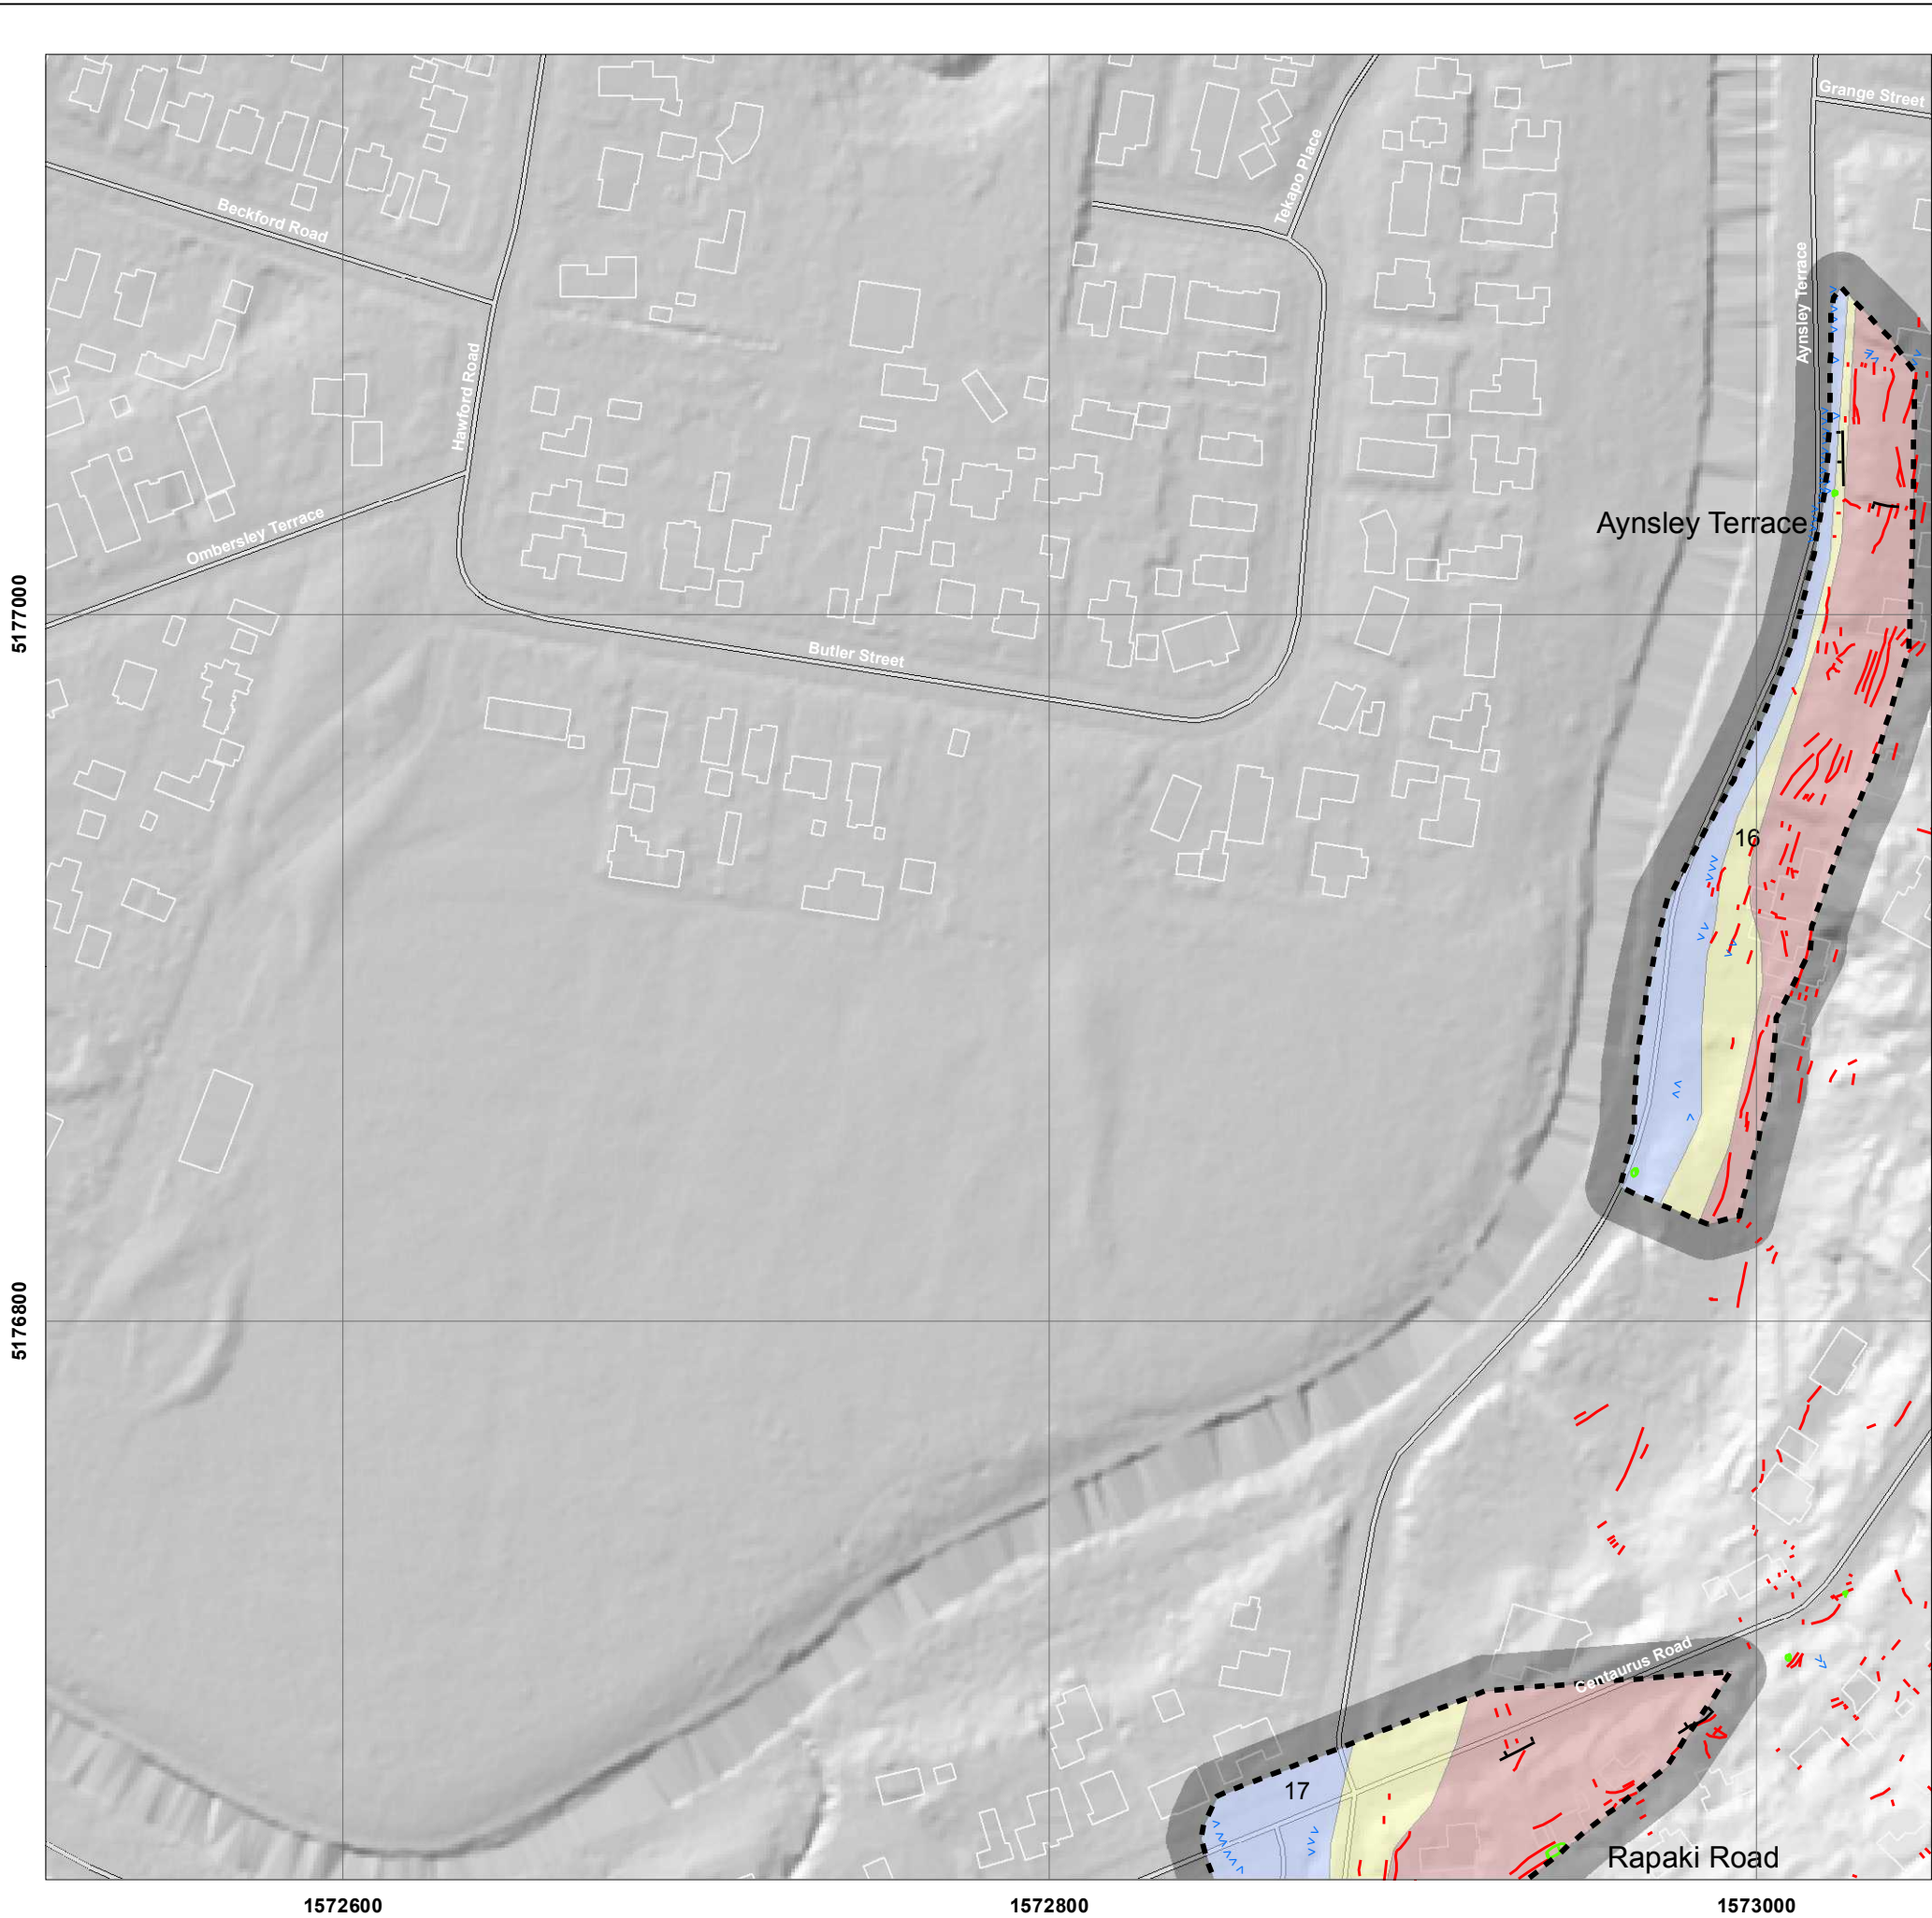 Grange Street
Tekapo Place
Beckford Road
Aynsley Terrace
Hawford Road
Aynsley Terrace
Ombersley Terrace
5177000
Butler Street
16
5176800
Centaurus Road
17
Rapaki Road
1572600
1572800
1573000